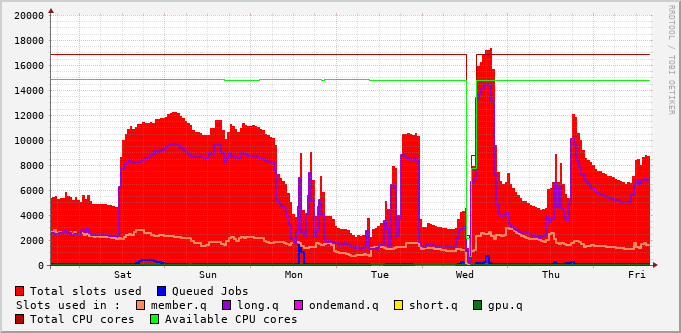 20000
18000
16000
14000
12000
10000
8000
6000
4000
2000
0
Sat Sun Mon Tue Wed Thu Fri
RRDTOOL / TOBI OETIKER
Total slots used Queued Jobs
Slots used in : member.q long.q ondemand.q short.q gpu.q
Total CPU cores Available CPU cores